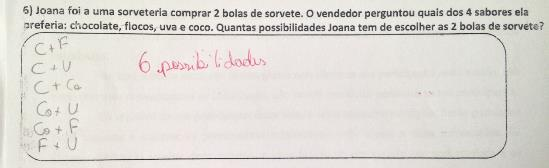 6) Joana foi a uma sorveteria comprar 2 bolas de sorvete. O vendedor perguntou quais dos 4 sabores ela
preferia: chocolate, flocos, uva e coco. Quantas possibilidades Joana tem de escolher as 2 bolas de sorvete?
C + F
C + U
C + Co
Co + U
Co + F
F + U
6 possibilidades